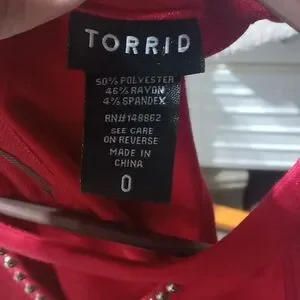 TORRID
50% POLYESTER
46% RAYON
4% SPANDEX
RN#148862
SEE CARE
ON REVERSE
MADE IN
CHINA
0